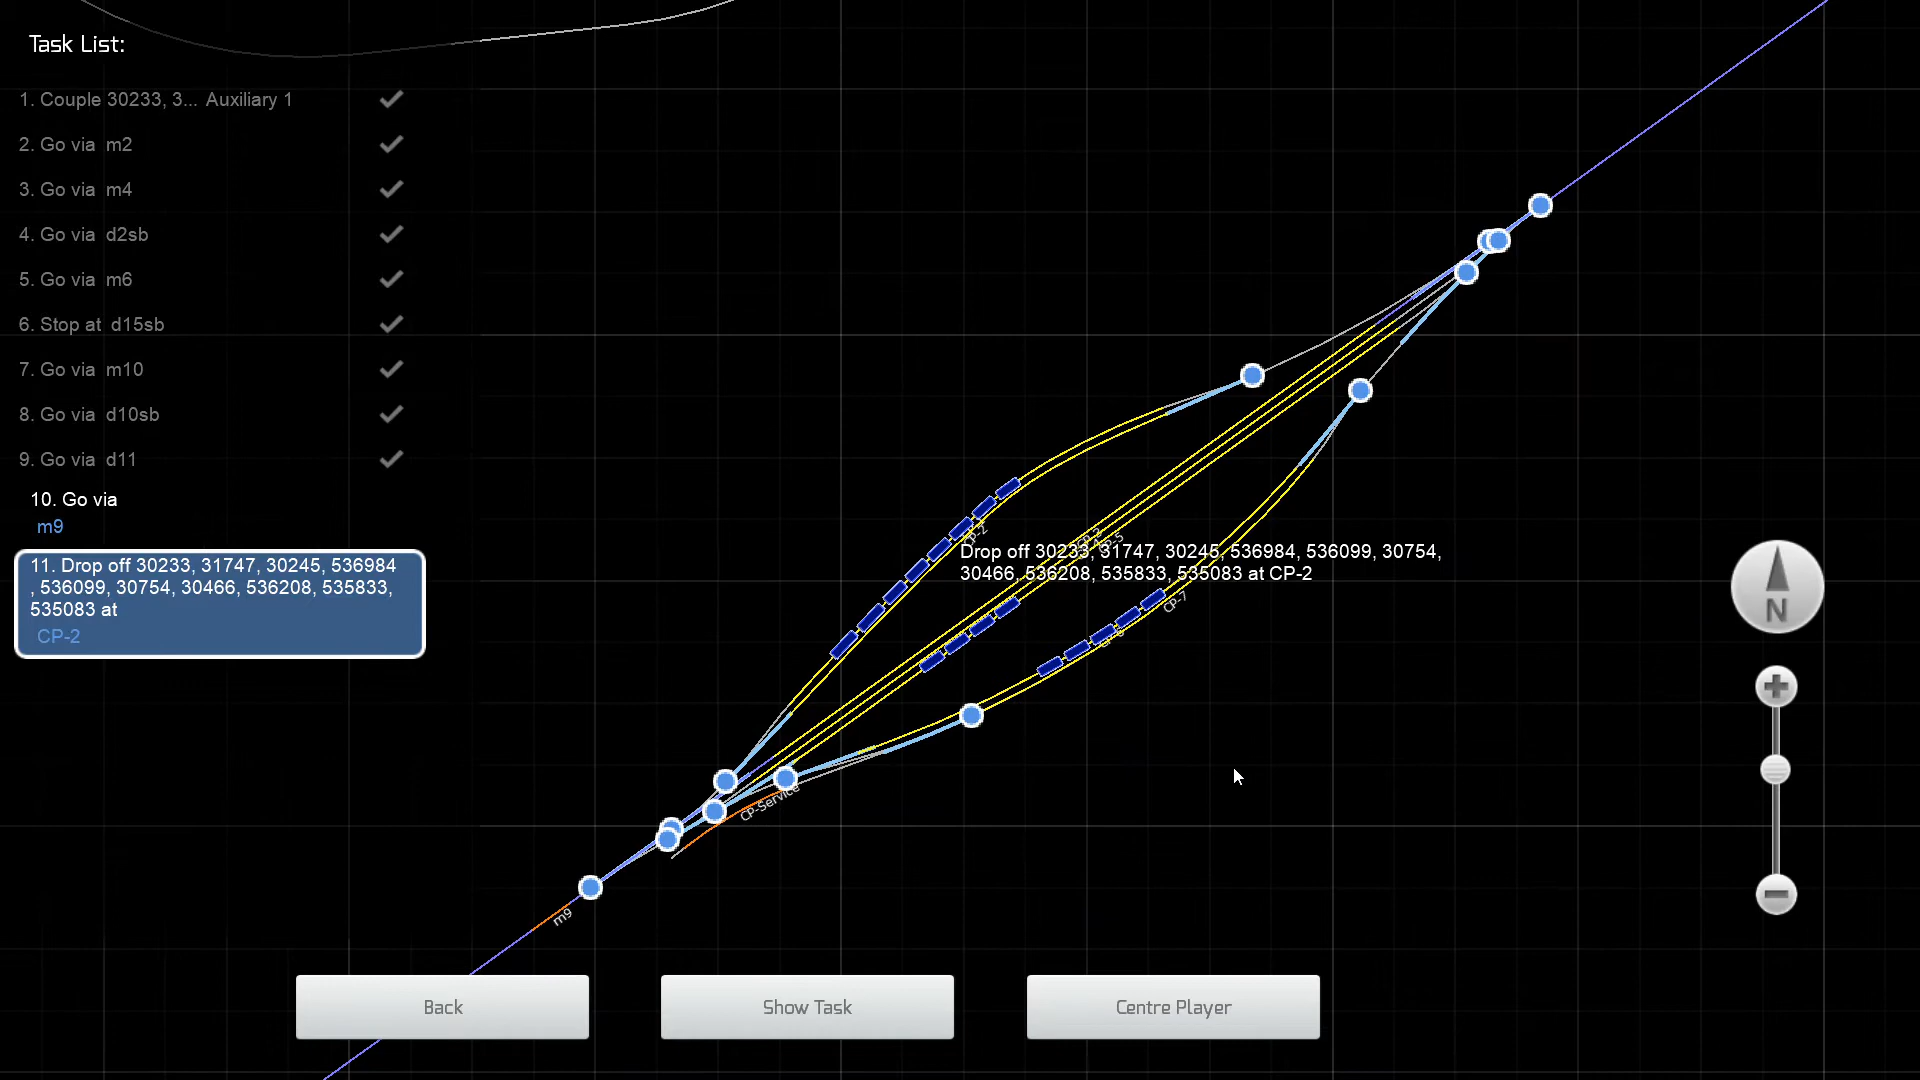 Task List:
1. Couple 30233, 3... Auxiliary 1
2. Go via m2
3. Go via m4
4. Go via d2sb
5. Go via m6
6. Stop at d15sb
7. Go via m10
8. Go via d10sb
9. Go via d11
10. Go via
m9
11. Drop off 30233, 31747, 30245, 536984
, 536099, 30754, 30466, 536208, 535833,
535083 at
CP-2
Drop off 30233, 31747, 30245, 536984, 536099, 30754,
30466, 536208, 535833, 535083 at CP-2
CP-7
CP-Service
m9
N
Back
Show Task
Centre Player